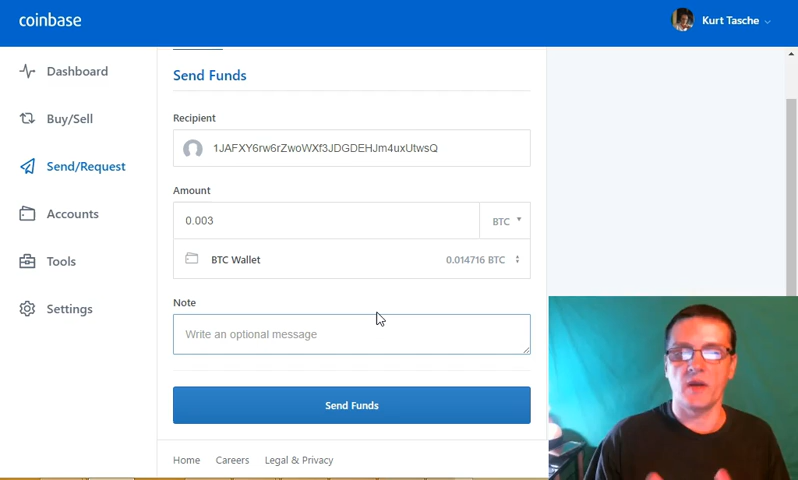 coinbase
Kurt Tasche
Dashboard
Buy/Sell
Send/Request
Accounts
Tools
Settings
Send Funds
Recipient
1JAFXY6rw6rZwoWXf3JDGDEHJm4uxUtwsQ
Amount
0.003 BTC
BTC Wallet 0.014716 BTC
Note
Write an optional message
Send Funds
Home Careers Legal & Privacy